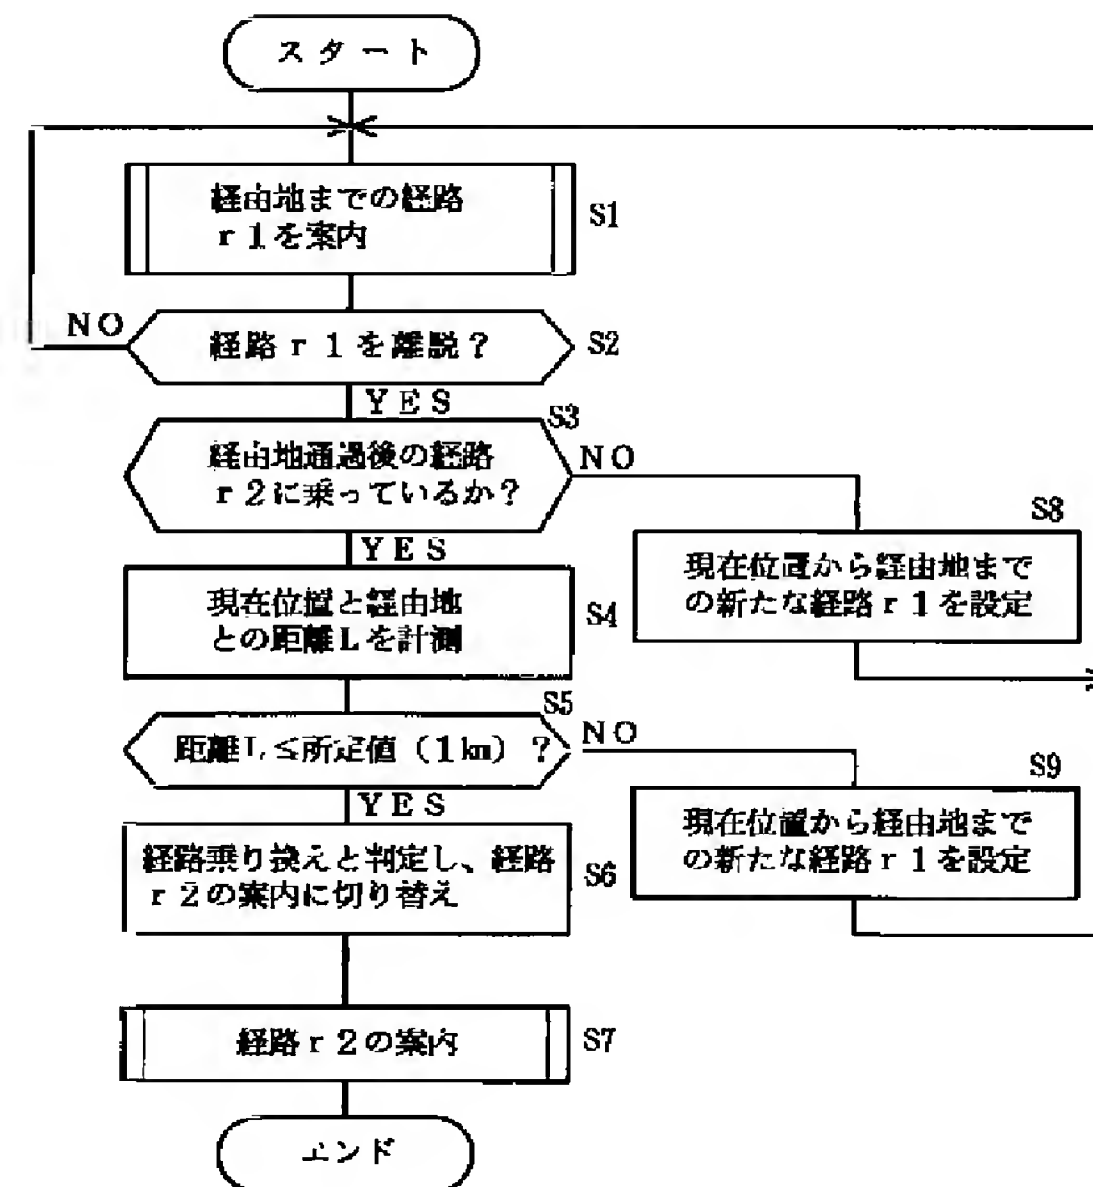 スタート
経由地までの経路
r1を案内
S1
NO
経路r1を離脱?
S2
YES
S3
経由地通過後の経路
r2に乗っているか?
NO
YES
S8
現在位置から経由地まで
の新たな経路r1を設定
現在位置と経由地
との距離Lを計測
S4
S5
距離L≦所定値(1km)?
NO
YES
S9
現在位置から経由地まで
の新たな経路r1を設定
経路乗り換えと判定し、経路
r2の案内に切り替え
S6
経路r2の案内
S7
エンド